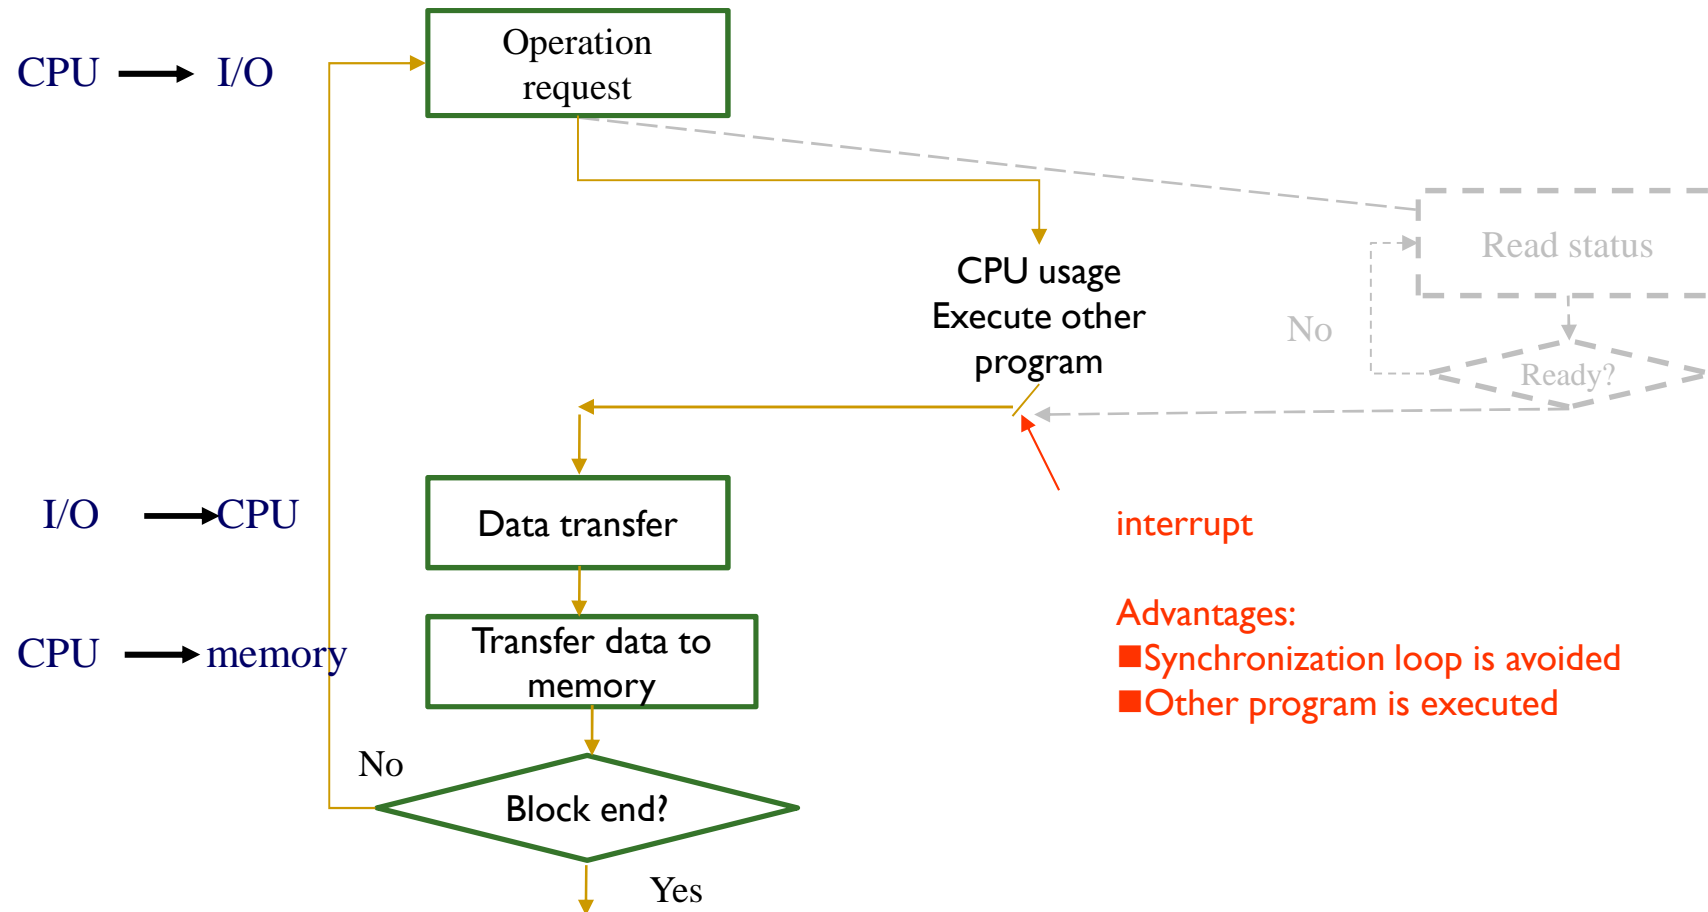 Operation
request
CPU → I/O
Read status
CPU usage
Execute other
program
No
Ready?
I/O → CPU
Data transfer
interrupt
Advantages:
■Synchronization loop is avoided
■Other program is executed
CPU → memory
Transfer data to
memory
No
Block end?
Yes